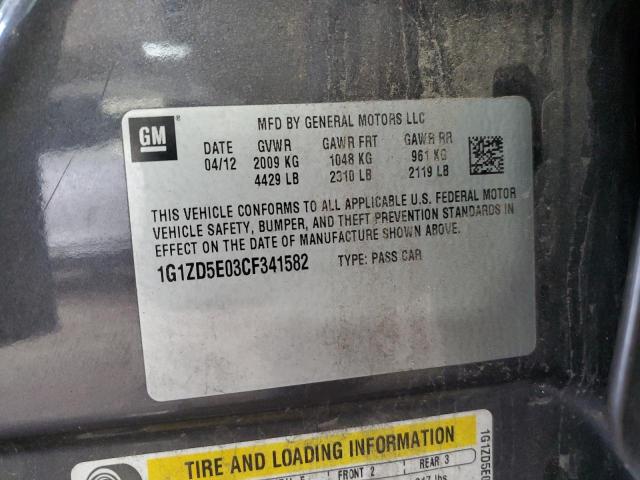 GM
MFD BY GENERAL MOTORS LLC
DATE GVWR GAWR FRT GAWR RR
04/12 2009 KG 1048 KG 961 KG
4429 LB 2310 LB 2119 LB
THIS VEHICLE CONFORMS TO ALL APPLICABLE U.S. FEDERAL MOTOR
VEHICLE SAFETY, BUMPER, AND THEFT PREVENTION STANDARDS IN
EFFECT ON THE DATE OF MANUFACTURE SHOWN ABOVE.
1G1ZD5E03CF341582 TYPE: PASS CAR
TIRE AND LOADING INFORMATION
FRONT 2 REAR 3
1G1ZD5E0